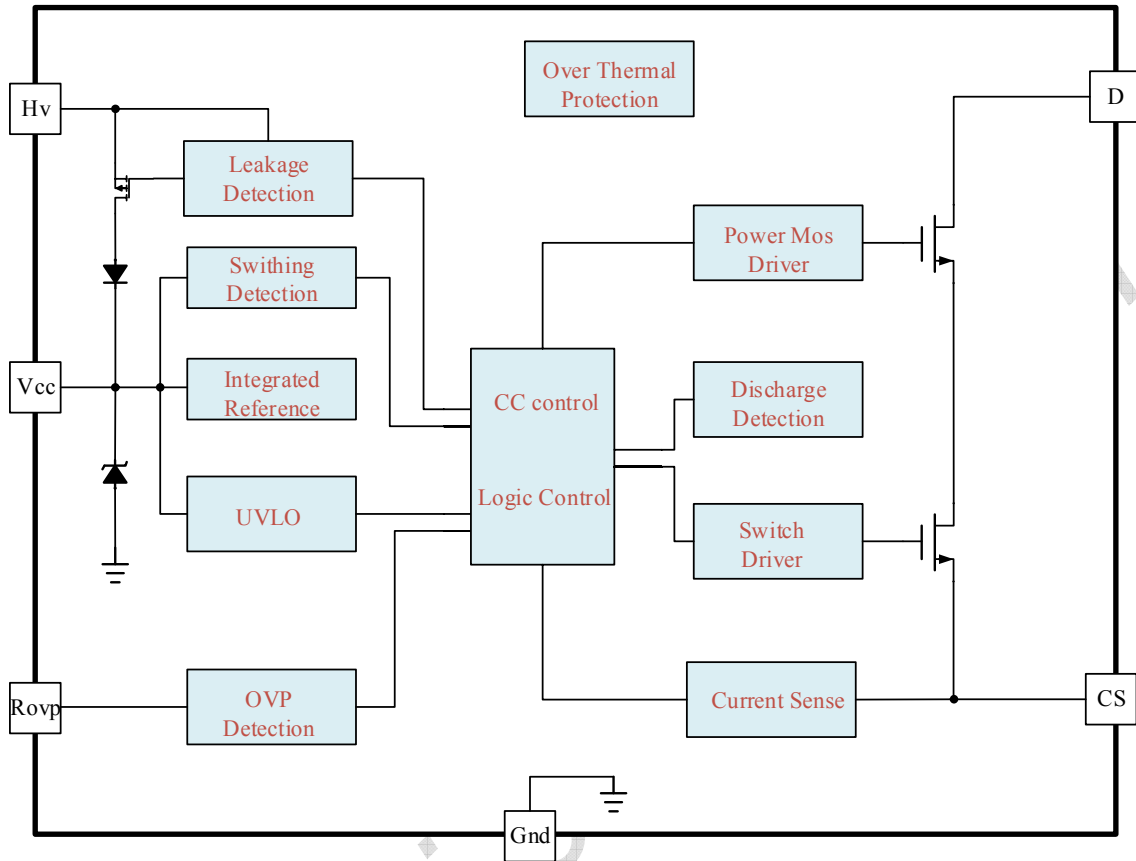 Over Thermal
Protection
Hv
D
Leakage
Detection
Power Mos
Driver
Swithing
Detection
Vcc
Integrated
Reference
CC control
Discharge
Detection
Logic Control
UVLO
Switch
Driver
Rovp
OVP
Detection
Current Sense
CS
Gnd